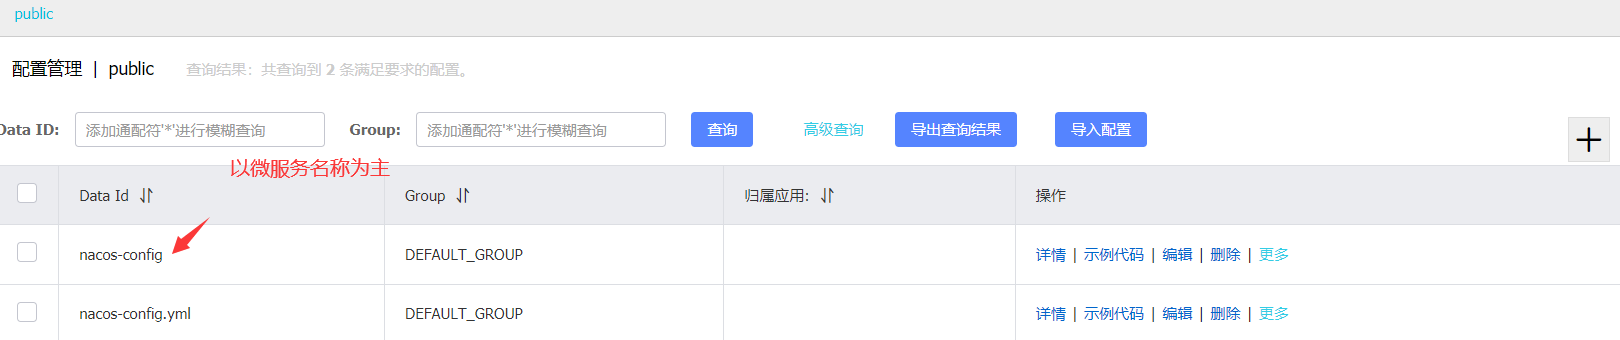 public
配置管理 | public 查询结果：共查询到 2 条满足要求的配置。
Data ID: 添加通配符'*'进行模糊查询 Group: 添加通配符'*'进行模糊查询 查询 高级查询 导出查询结果 导入配置
以微服务名称为主
Data Id Group 归属应用: 操作
nacos-config DEFAULT_GROUP 详情 | 示例代码 | 编辑 | 删除 | 更多
nacos-config.yml DEFAULT_GROUP 详情 | 示例代码 | 编辑 | 删除 | 更多